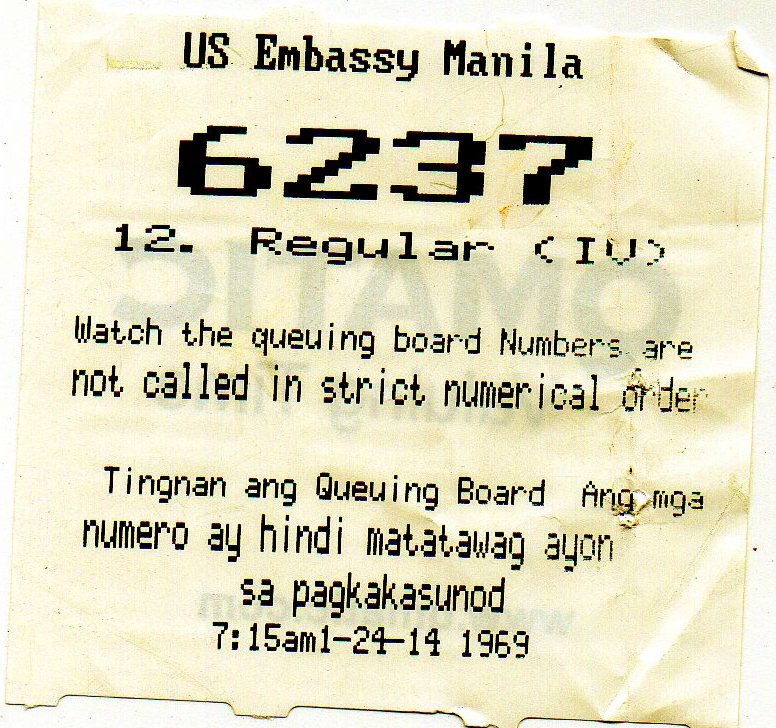 US Embassy Manila
6237
12. Regular (IV)
Watch the queuing board Numbers are
not called in strict numerical order
Tingnan ang Queuing Board Ang mga
numero ay hindi matatawag ayon
sa pagkakasunod
7:15am1-24-14 1969